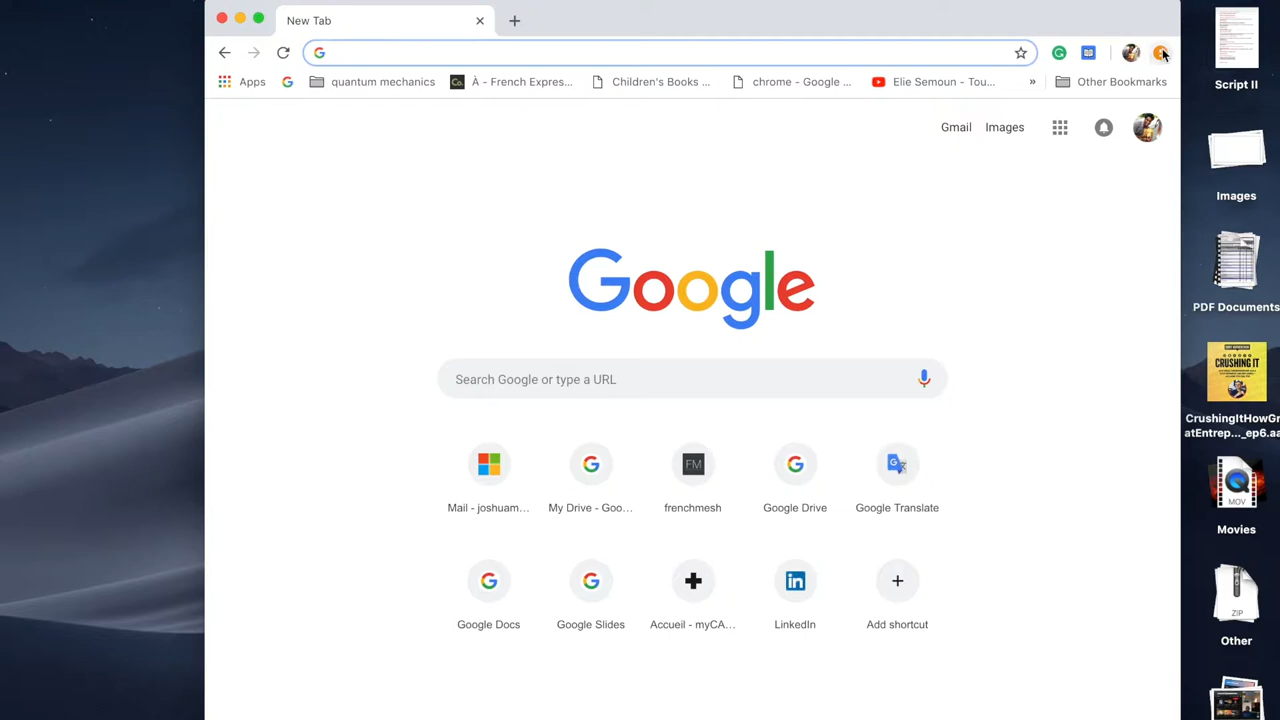 New Tab
Apps
quantum mechanics
Children's Books ...
chrome - Google ...
Elie Semoun - Tou...
»
Other Bookmarks
Gmail
Images
Google
Search Google or type a URL
Mail - joshuam...
My Drive - Goo...
FM
frenchmesh
Google Drive
Google Translate
Google Docs
Google Slides
Accueil - myCA...
in
LinkedIn
Add shortcut
Script II
Images
PDF Documents
CRUSHING IT
CrushingItHowGr
atEntrep..._ep6.aa
MOV
Movies
ZIP
Other